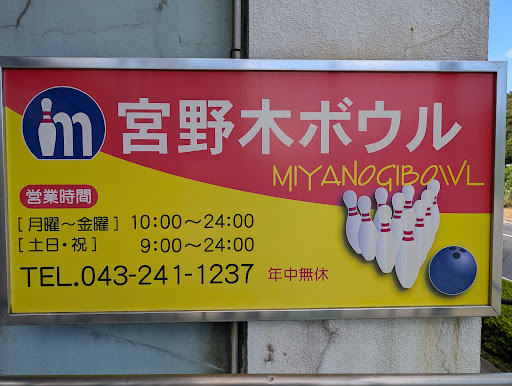 m 宮野木ボウル
MIYANOGIBOWL
営業時間
[月曜～金曜] 10:00～24:00
[土日・祝] 9:00～24:00
TEL.043-241-1237 年中無休